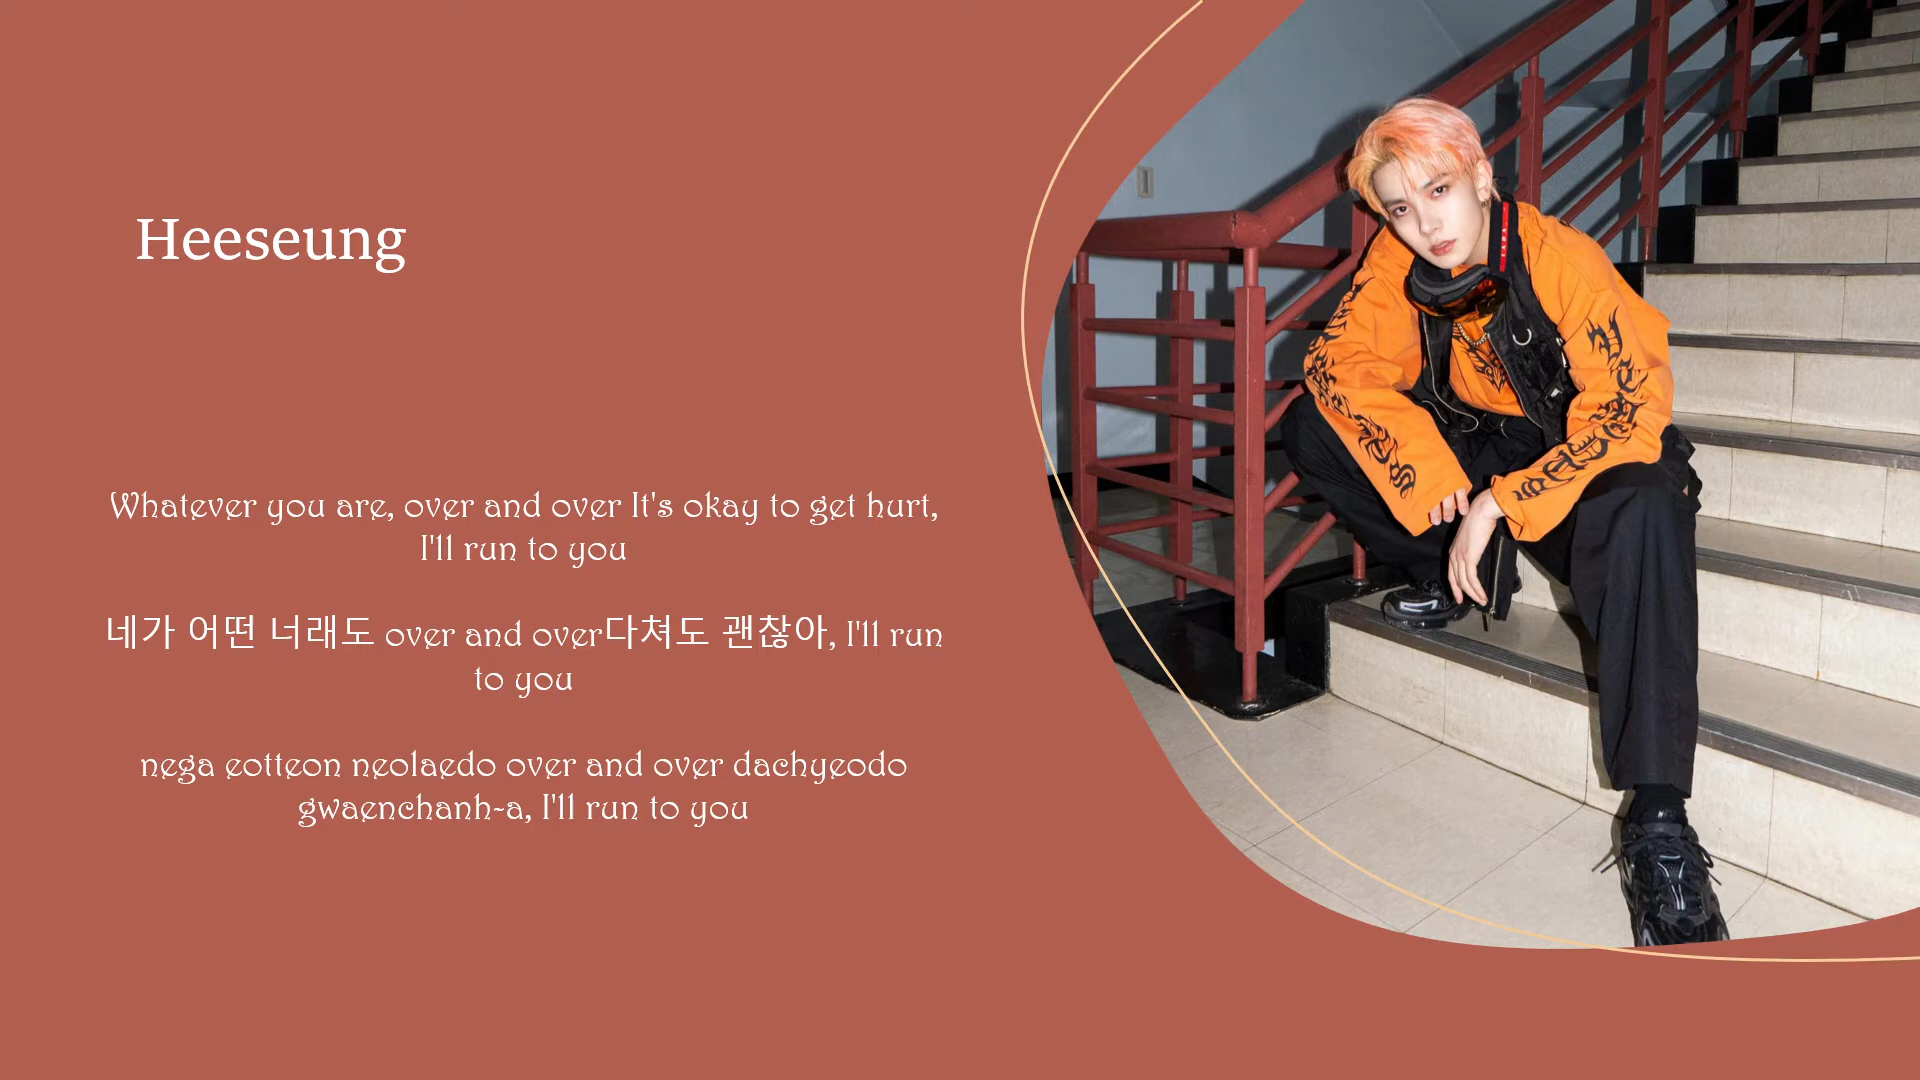 Heeseung
Whatever you are, over and over It's okay to get hurt,
I'll run to you
네가 어떤 너래도 over and over다쳐도 괜찮아, I'll run
to you
nega eotteon neolaedo over and over dachyeodo
gwaenchanh-a, I'll run to you